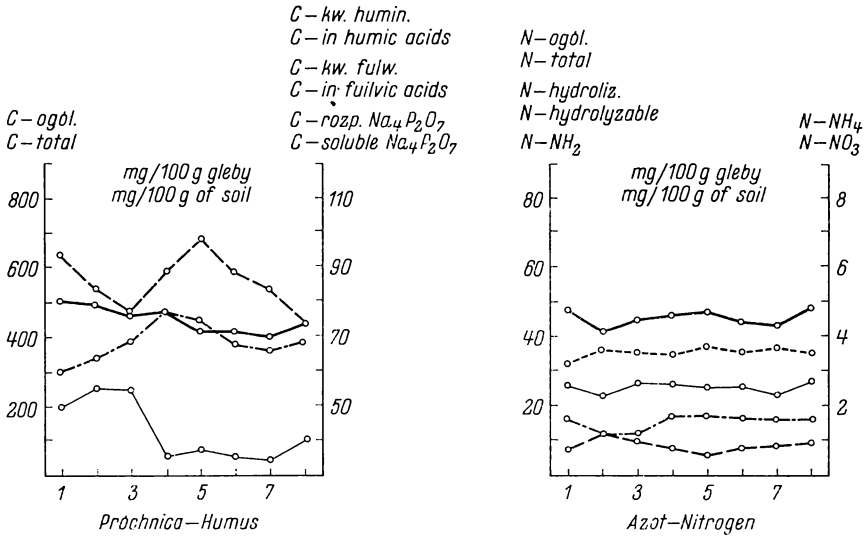 C – kw. humin.
C – in humic acids
C – kw. fulw.
C – in fuilvic acids
C – ogól.
C – total
C – rozp. Na₄P₂O₇
C – soluble Na₄P₂O₇
mg/100 g gleby
mg/100 g of soil
800
600
400
200
110
90
70
50
1 3 5 7
Próchnica – Humus
N – ogól.
N – total
N – hydroliz.
N – hydrolyzable
N – NH₂
N – NH₄
N – NO₃
mg/100 g gleby
mg/100 g of soil
80
60
40
20
8
6
4
2
1 3 5 7
Azot – Nitrogen